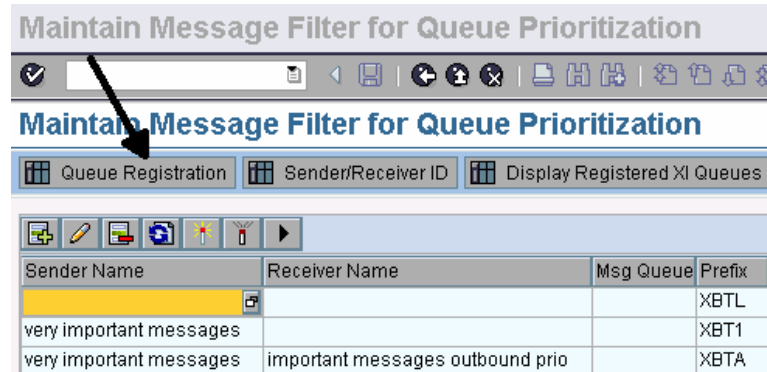 Maintain Message Filter for Queue Prioritization
Maintain Message Filter for Queue Prioritization
Queue Registration Sender/Receiver ID Display Registered XI Queues
Sender Name Receiver Name Msg Queue Prefix
XBTL
very important messages XBT1
very important messages important messages outbound prio XBTA